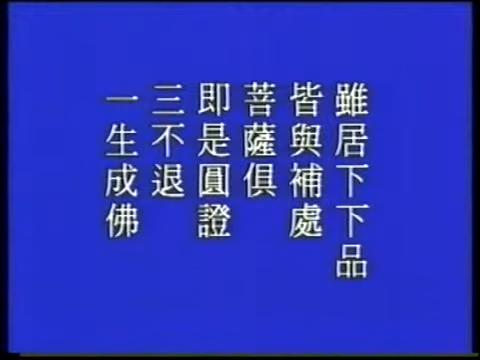 雖居下下品
皆與補處
菩薩俱
即是圓證
三不退
一生成佛